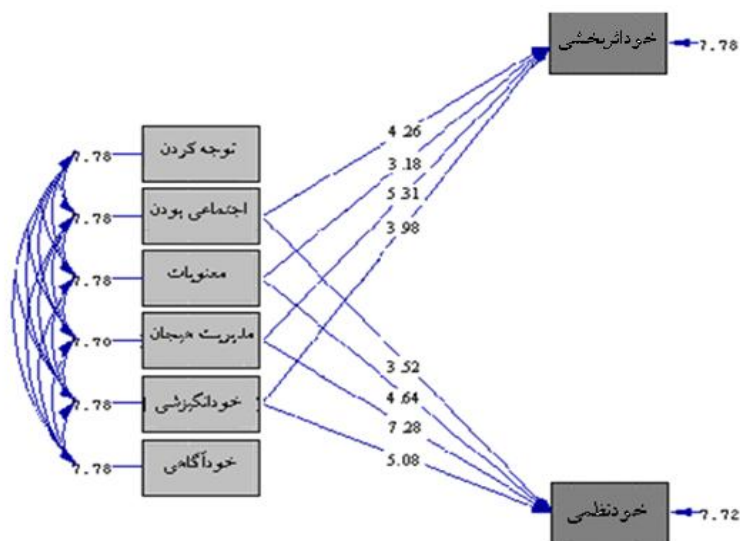 خوداثربخشی
7.78
4.26
توجه کردن
7.78
3.18
5.31
اجتماعی بودن
7.78
3.98
معنویات
7.78
مدیریت هیجان
7.70
3.52
4.64
خودانگیزشی
7.78
7.28
5.08
خودآگاهی
7.78
خودنظمی
7.72